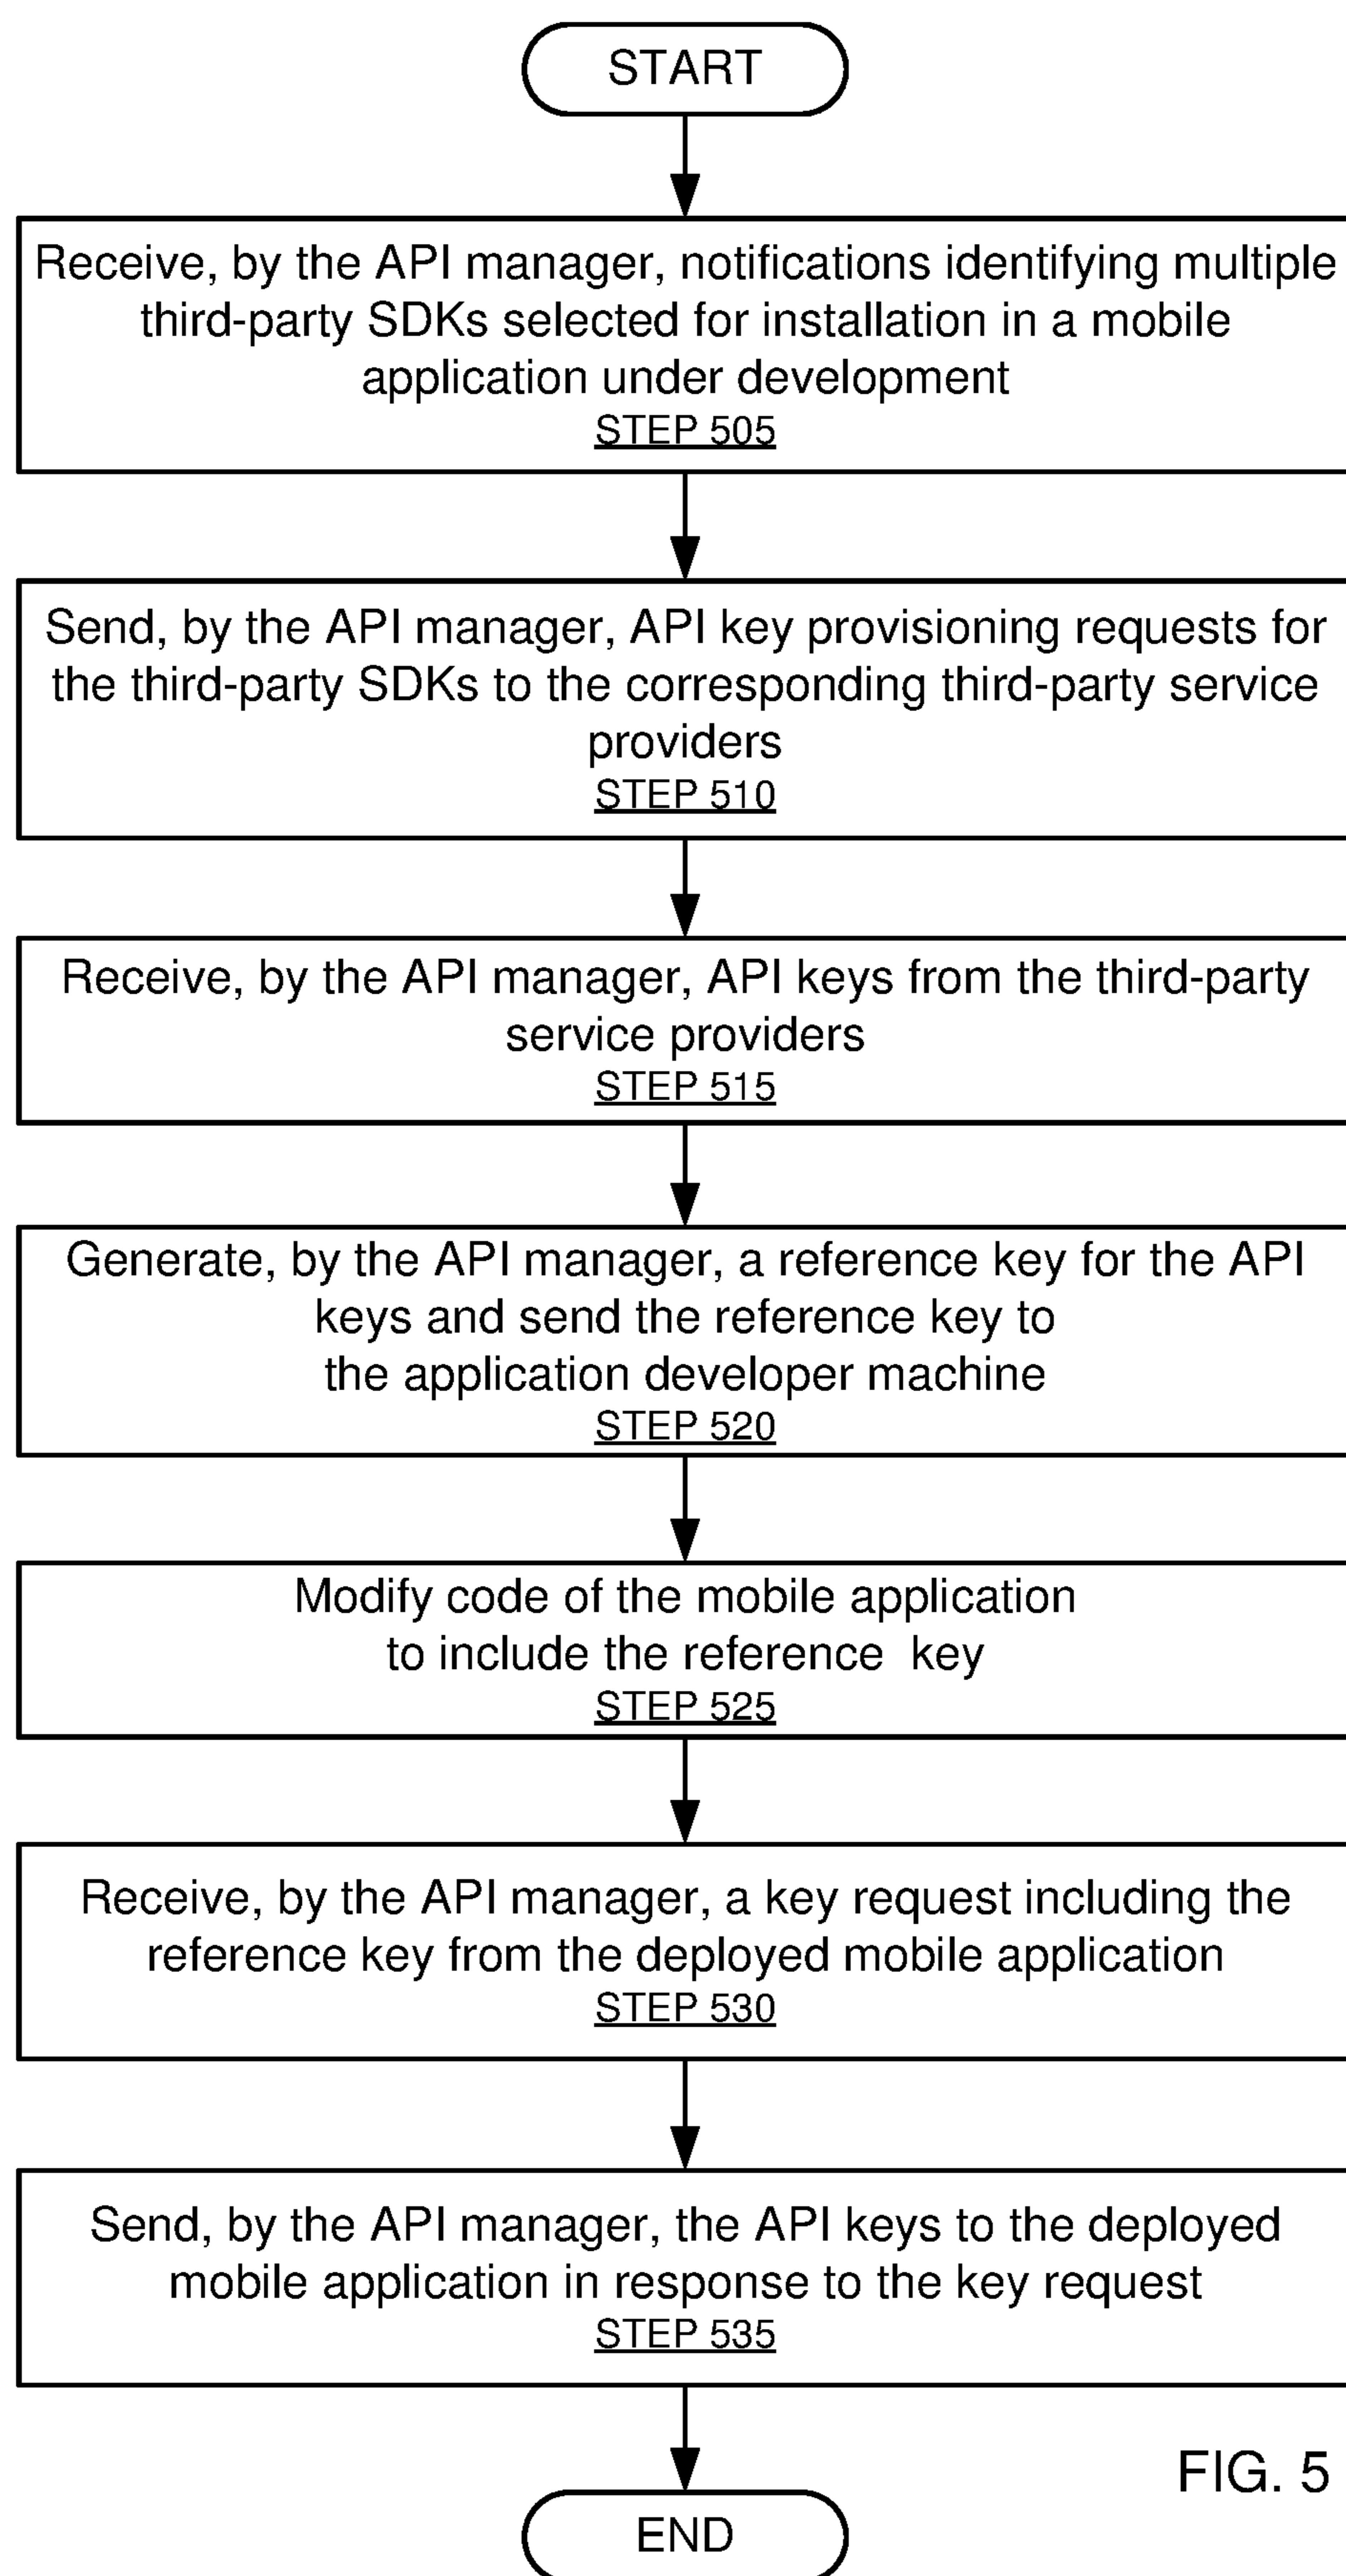 START
Receive, by the API manager, notifications identifying multiple
third-party SDKs selected for installation in a mobile
application under development
STEP 505
Send, by the API manager, API key provisioning requests for
the third-party SDKs to the corresponding third-party service
providers
STEP 510
Receive, by the API manager, API keys from the third-party
service providers
STEP 515
Generate, by the API manager, a reference key for the API
keys and send the reference key to
the application developer machine
STEP 520
Modify code of the mobile application
to include the reference key
STEP 525
Receive, by the API manager, a key request including the
reference key from the deployed mobile application
STEP 530
Send, by the API manager, the API keys to the deployed
mobile application in response to the key request
STEP 535
FIG. 5
END